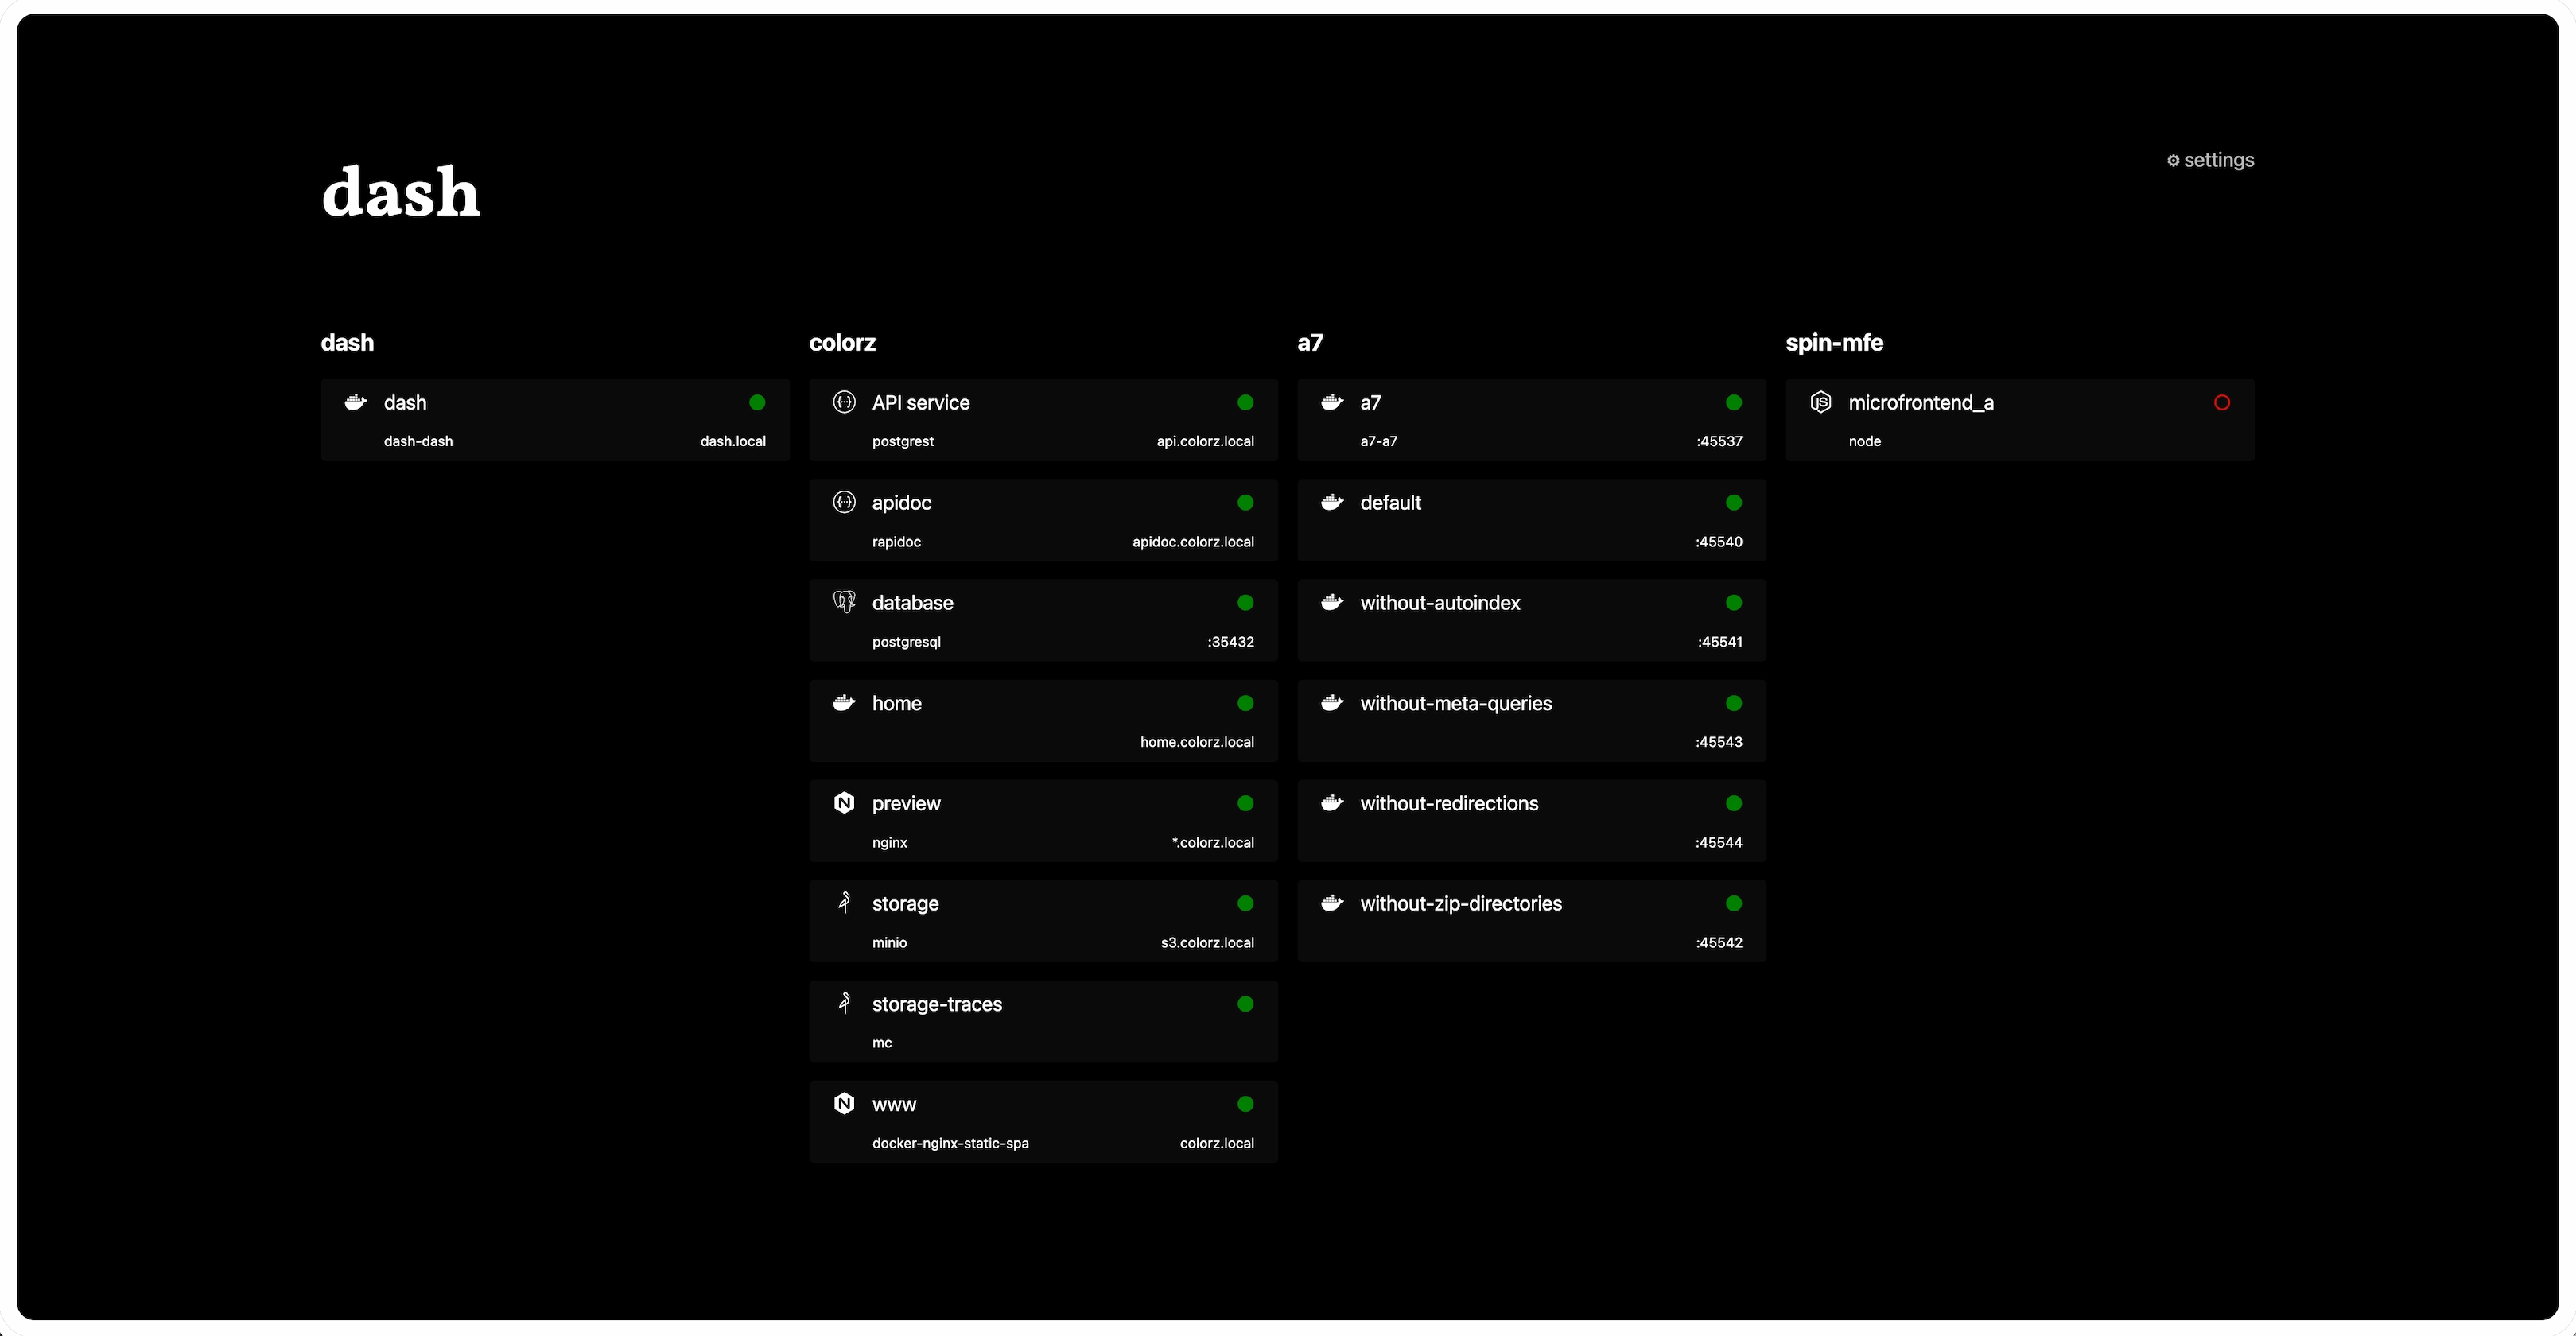 dash
⚙ settings
dash
dash
dash-dash dash.local
colorz
API service
postgrest api.colorz.local
apidoc
rapidoc apidoc.colorz.local
database
postgresql :35432
home
home.colorz.local
preview
nginx *.colorz.local
storage
minio s3.colorz.local
storage-traces
mc
www
docker-nginx-static-spa colorz.local
a7
a7
a7-a7 :45537
default
:45540
without-autoindex
:45541
without-meta-queries
:45543
without-redirections
:45544
without-zip-directories
:45542
spin-mfe
microfrontend_a
node